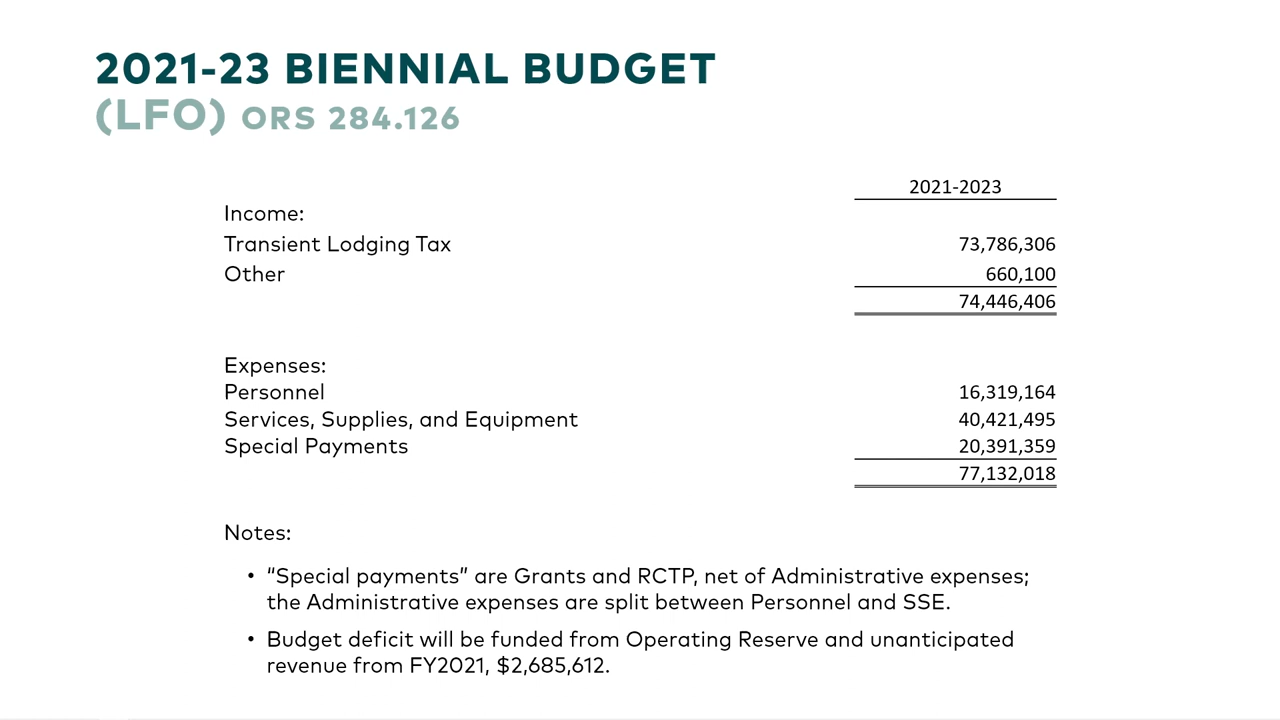 2021-23 BIENNIAL BUDGET
(LFO) ORS 284.126
2021-2023
Income:
Transient Lodging Tax 73,786,306
Other 660,100
74,446,406
Expenses:
Personnel 16,319,164
Services, Supplies, and Equipment 40,421,495
Special Payments 20,391,359
77,132,018
Notes:
• “Special payments” are Grants and RCTP, net of Administrative expenses;
the Administrative expenses are split between Personnel and SSE.
• Budget deficit will be funded from Operating Reserve and unanticipated
revenue from FY2021, $2,685,612.